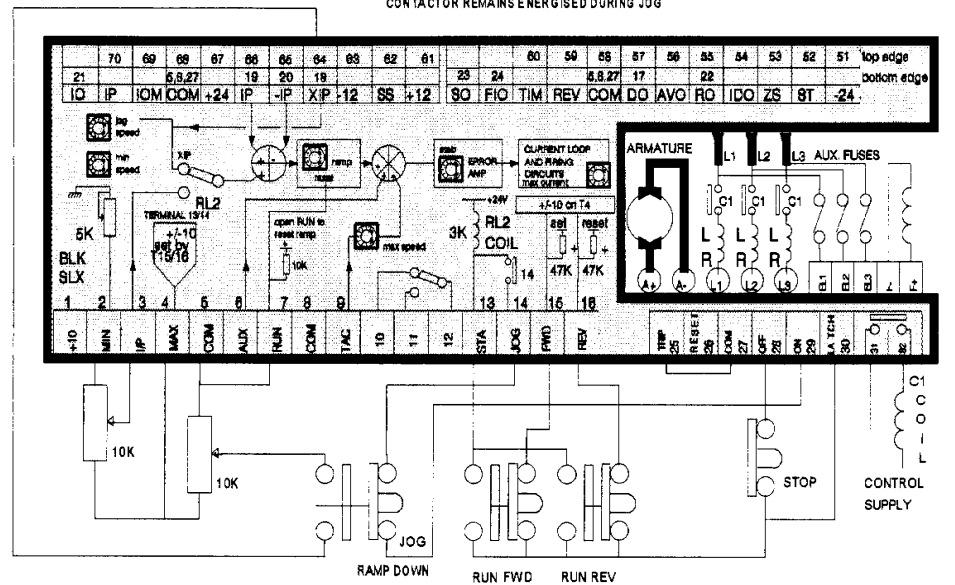 CONTACTOR REMAINS ENERGISED DURING JOG
70 69 68 67 66 65 64 63 62 61 60 59 58 57 56 55 54 53 52 51 top edge
21 5,8,27 19 20 18 23 24 5,8,27 17 22 bottom edge
IO IP IOM COM +24 IP -IP XIP -12 SS +12 SO FIO TIM REV COM DO AVO RO IDO ZS ST -24
jog speed
min speed
XIP
RL2
ramp
reset
stab
ERROR AMP
CURRENT LOOP AND FIRING CIRCUITS
max current
ARMATURE
L1 L2 L3 AUX. FUSES
C1 C1 C1
L L L
R R R
A+ A- L1 L2 L3 EL1 EL2 EL3
5K
BLK
SLX
TERMINAL 13/14
+/-10
set by
T15/16
open RUN to reset ramp
10K
max speed
+24V
3K
RL2
COIL
14
+/-10 on T4
set reset
47K 47K
1 2 3 4 5 6 7 8 9 13 14 15 16
+10 MIN I/P MAX COM AUX RUN COM TAC 10 11 12 STA JOG FWD REV
TRIP 25 RESET 26 COM 27 OFF 28 ON 29 LATCH 30 31 32
10K
10K
JOG
RAMP DOWN
RUN FWD
RUN REV
STOP
C1
COIL
CONTROL
SUPPLY